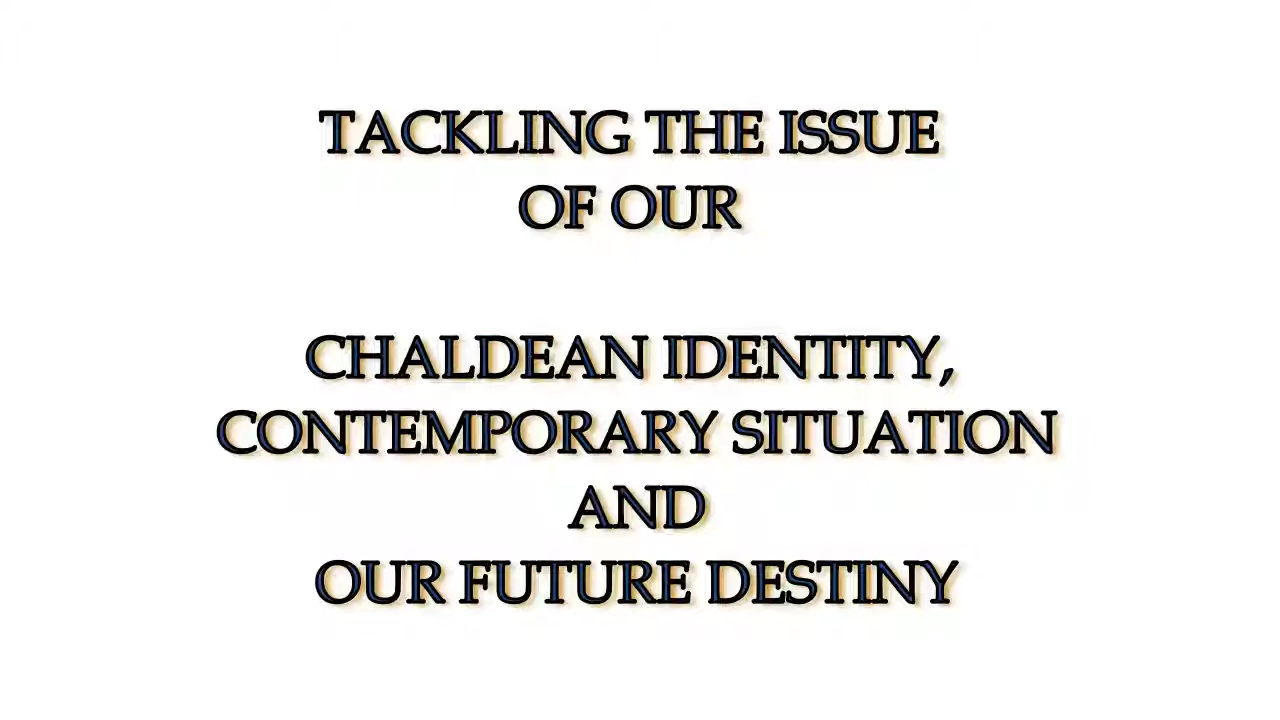 TACKLING THE ISSUE
OF OUR
CHALDEAN IDENTITY,
CONTEMPORARY SITUATION
AND
OUR FUTURE DESTINY